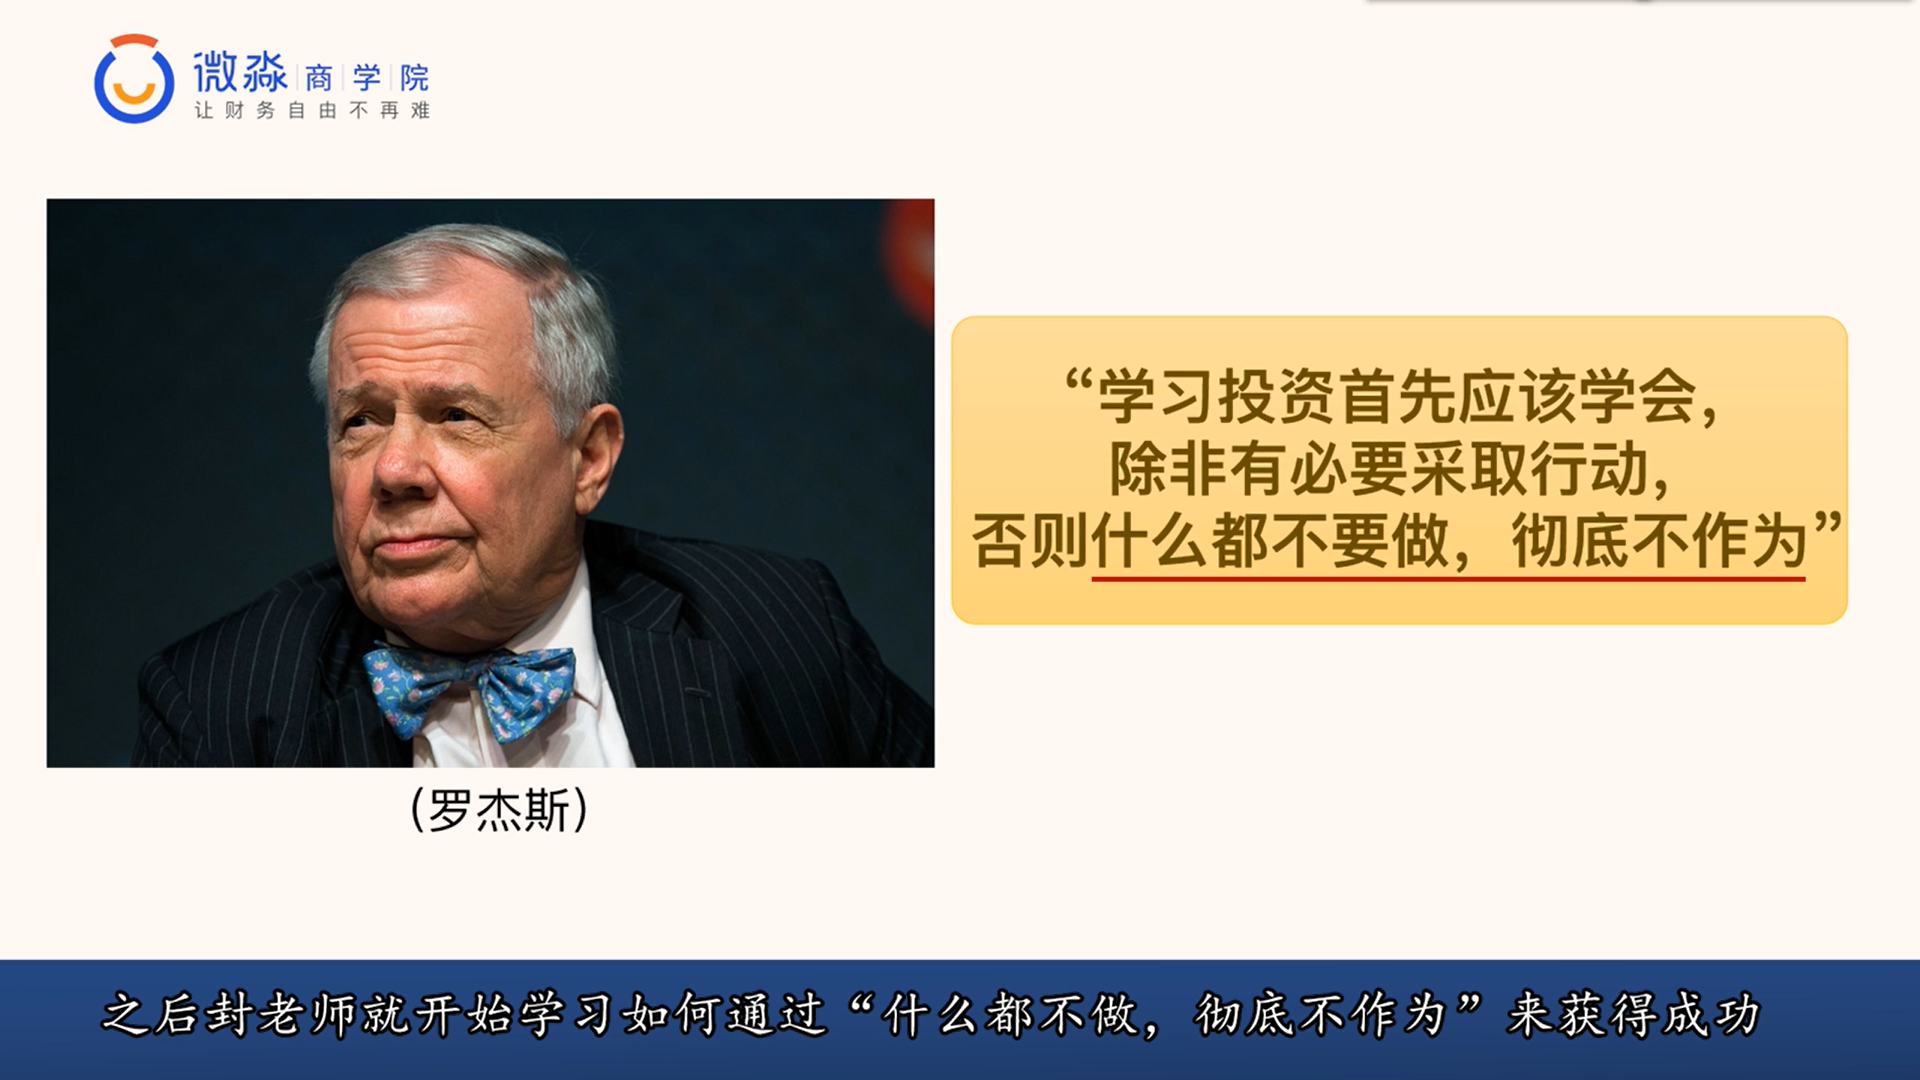 微淼商学院
让财务自由不再难
“学习投资首先应该学会，
除非有必要采取行动，
否则什么都不要做，彻底不作为”
（罗杰斯）
之后封老师就开始学习如何通过“什么都不做，彻底不作为”来获得成功